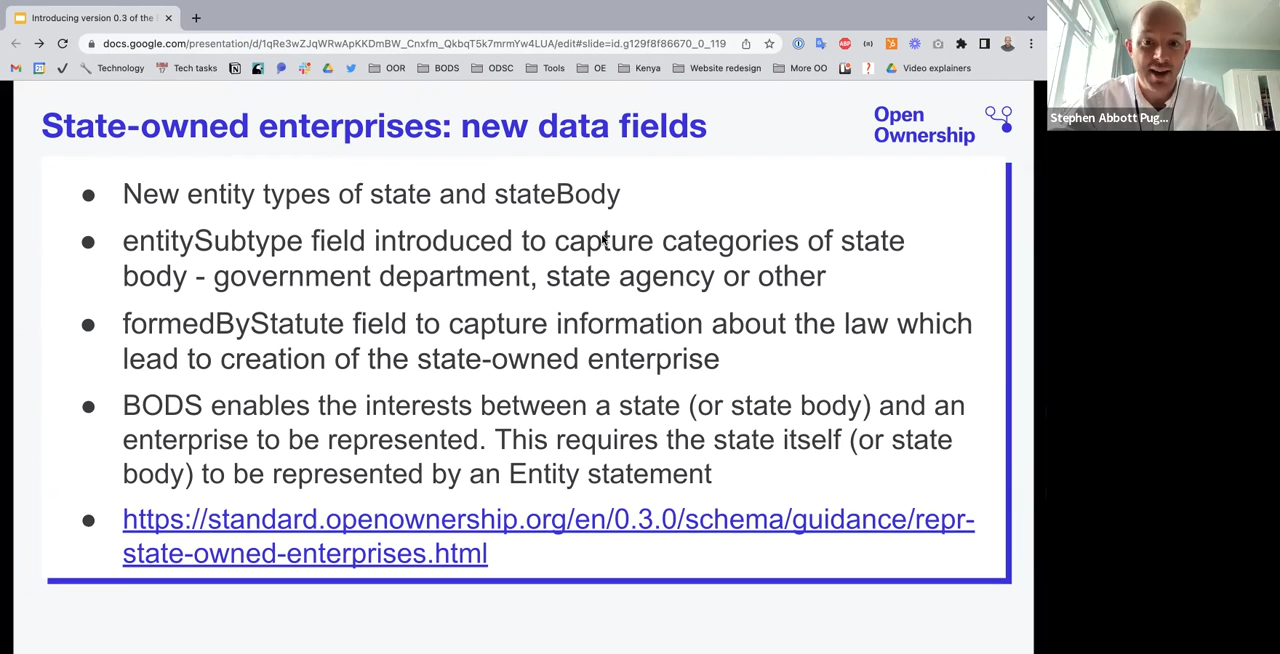 Introducing version 0.3 of the
docs.google.com/presentation/d/1qRe3wZJqWRwApKKDmBW_Cnxfm_QkbqT5k7mrmYw4LUA/edit#slide=id.g129f8f86670_0_119
Technology Tech tasks OOR BODS ODSC Tools OE Kenya Website redesign More OO Video explainers
Stephen Abbott Pug...
State-owned enterprises: new data fields
Open
Ownership
● New entity types of state and stateBody
● entitySubtype field introduced to capture categories of state
body - government department, state agency or other
● formedByStatute field to capture information about the law which
lead to creation of the state-owned enterprise
● BODS enables the interests between a state (or state body) and an
enterprise to be represented. This requires the state itself (or state
body) to be represented by an Entity statement
● https://standard.openownership.org/en/0.3.0/schema/guidance/repr-
state-owned-enterprises.html